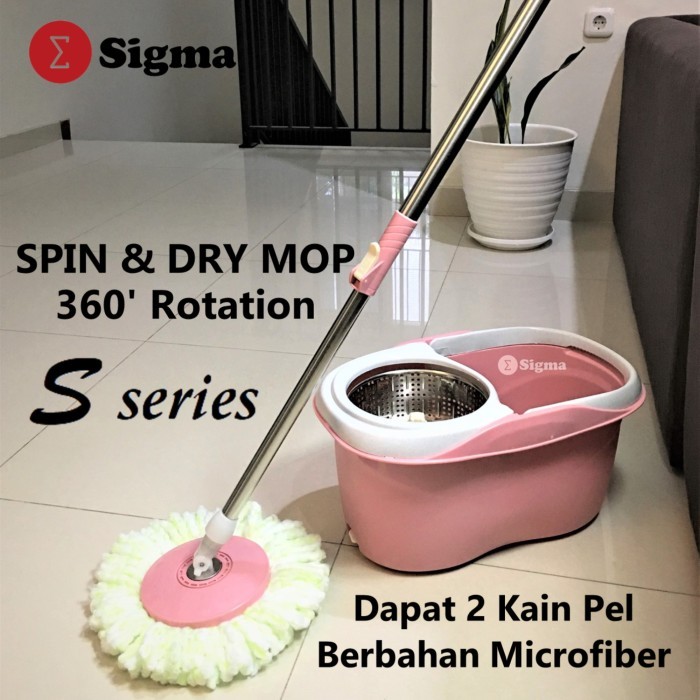 Σ Sigma
SPIN & DRY MOP
360' Rotation
S series
Σ Sigma
Dapat 2 Kain Pel
Berbahan Microfiber